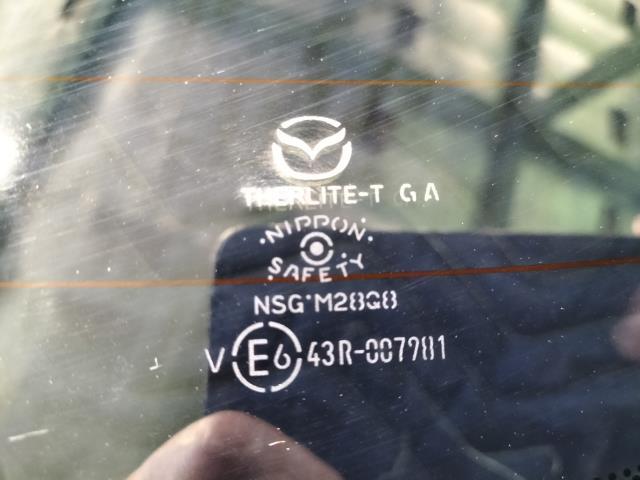 THERLITE-T GA
NIPPON
SAFETY
NSG M28Q8
V E6 43R-007981